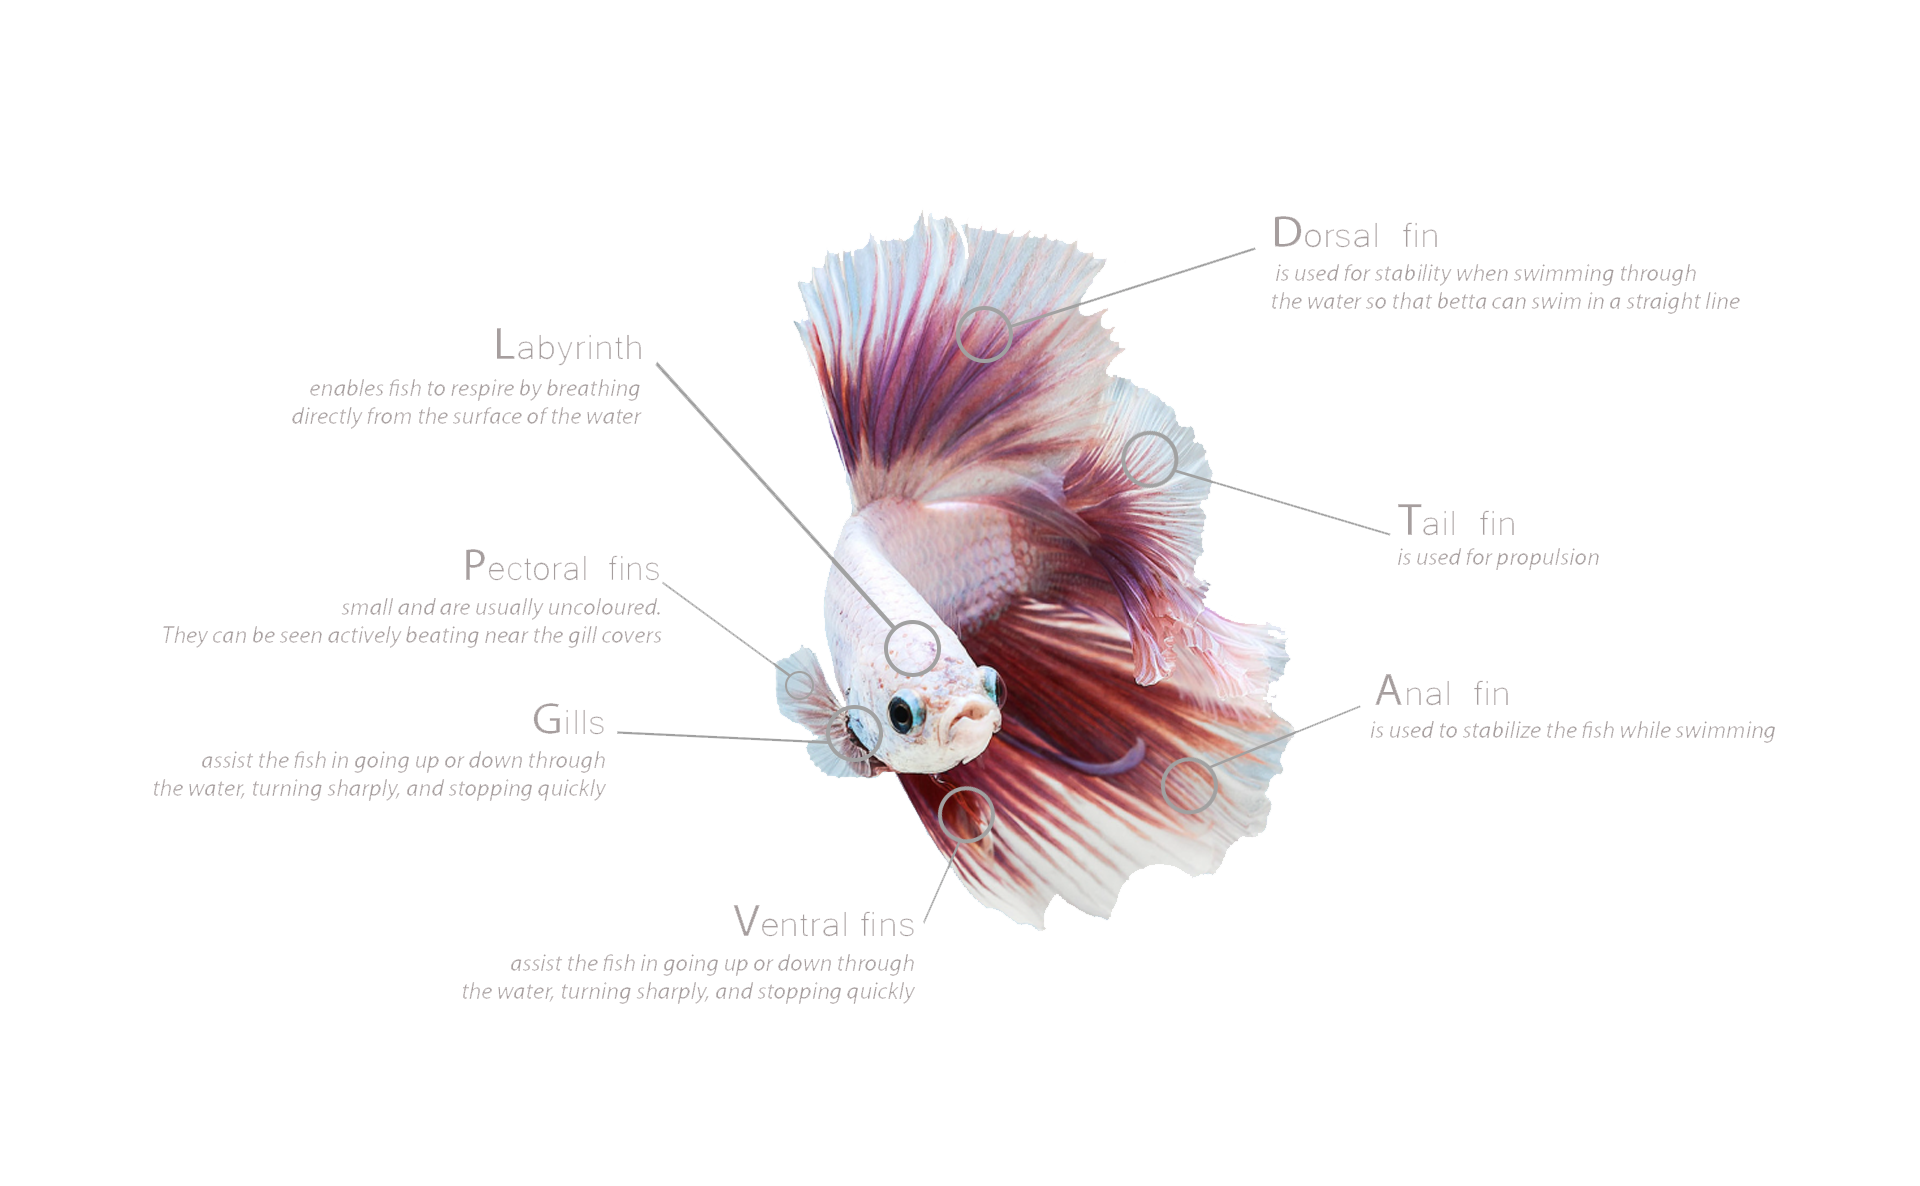 Dorsal fin
is used for stability when swimming through
the water so that betta can swim in a straight line
Labyrinth
enables fish to respire by breathing
directly from the surface of the water
Tail fin
is used for propulsion
Pectoral fins
small and are usually uncoloured.
They can be seen actively beating near the gill covers
Anal fin
is used to stabilize the fish while swimming
Gills
assist the fish in going up or down through
the water, turning sharply, and stopping quickly
Ventral fins
assist the fish in going up or down through
the water, turning sharply, and stopping quickly